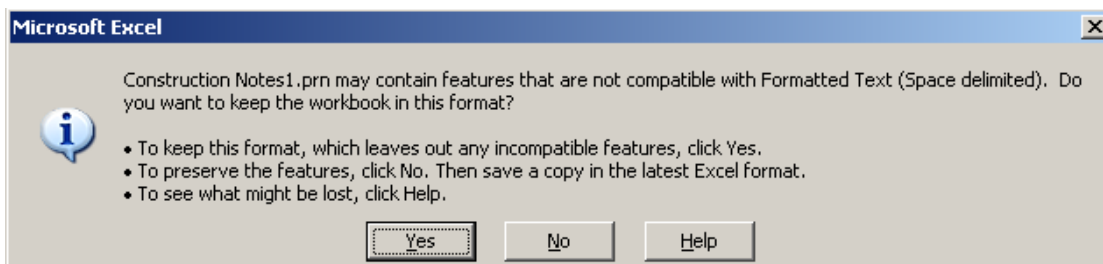 Microsoft Excel
Construction Notes1.prn may contain features that are not compatible with Formatted Text (Space delimited).  Do
you want to keep the workbook in this format?
• To keep this format, which leaves out any incompatible features, click Yes.
• To preserve the features, click No. Then save a copy in the latest Excel format.
• To see what might be lost, click Help.
Yes No Help